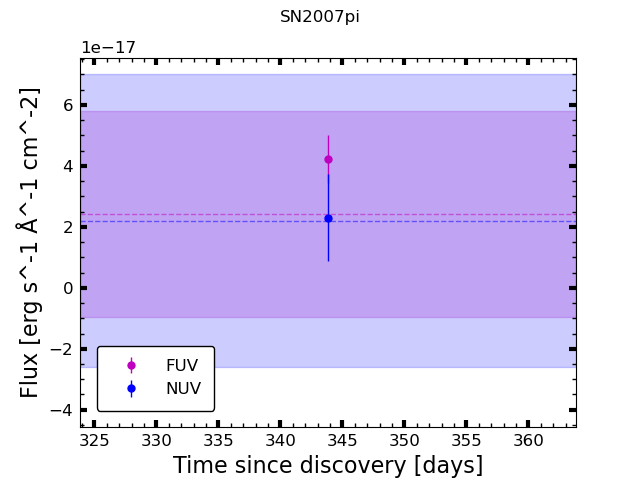 SN2007pi
1e−17
6
4
2
0
−2
−4
Flux [erg s^-1 Å^-1 cm^-2]
FUV
NUV
325 330 335 340 345 350 355 360
Time since discovery [days]